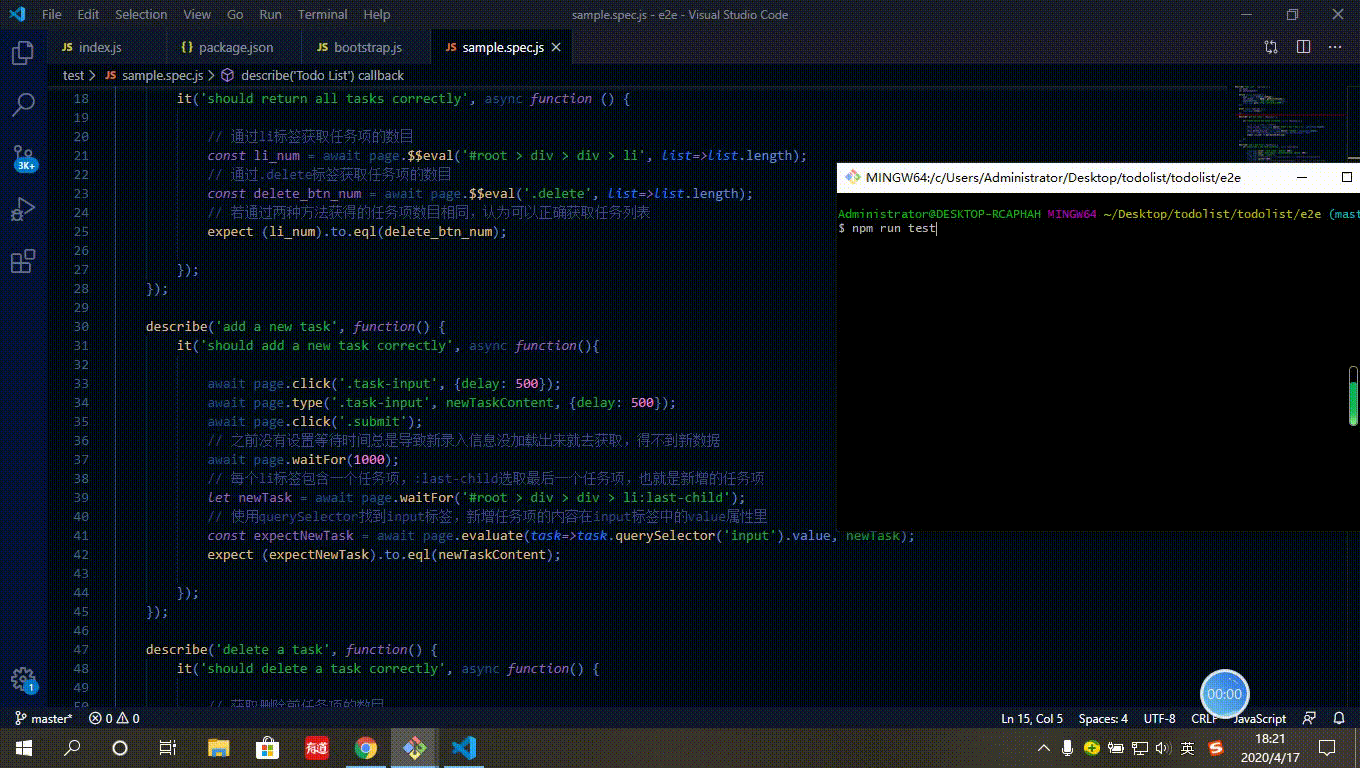 File Edit Selection View Go Run Terminal Help
sample.spec.js - e2e - Visual Studio Code
JS index.js
{} package.json
JS bootstrap.js
JS sample.spec.js
test > JS sample.spec.js > describe('Todo List') callback
18 it('should return all tasks correctly', async function () {
19
20 // 通过li标签获取任务项的数目
21 const li_num = await page.$$eval('#root > div > div > li', list=>list.length);
22 // 通过.delete标签获取任务项的数目
23 const delete_btn_num = await page.$$eval('.delete', list=>list.length);
24 // 若通过两种方法获得的任务项数目相同，认为可以正确获取任务列表
25 expect (li_num).to.eql(delete_btn_num);
26
27 });
28 });
29
30 describe('add a new task', function() {
31 it('should add a new task correctly', async function(){
32
33 await page.click('.task-input', {delay: 500});
34 await page.type('.task-input', newTaskContent, {delay: 500});
35 await page.click('.submit');
36 // 之前没有设置等待时间总是导致新录入信息没加载出来就去获取，得不到新数据
37 await page.waitFor(1000);
38 // 每个li标签包含一个任务项，:last-child选取最后一个任务项，也就是新增的任务项
39 let newTask = await page.waitFor('#root > div > div > li:last-child');
40 // 使用querySelector找到input标签，新增任务项的内容在input标签中的value属性里
41 const expectNewTask = await page.evaluate(task=>task.querySelector('input').value, newTask);
42 expect (expectNewTask).to.eql(newTaskContent);
43
44 });
45 });
46
47 describe('delete a task', function() {
48 it('should delete a task correctly', async function() {
49
50 // 获取删除前任务项的数目
MINGW64:/c/Users/Administrator/Desktop/todolist/todolist/e2e
Administrator@DESKTOP-RCAPHAH MINGW64 ~/Desktop/todolist/todolist/e2e (mast
$ npm run test
3K+
1
00:00
master* 0 0
Ln 15, Col 5 Spaces: 4 UTF-8 CRLF JavaScript
有道
英
18:21
2020/4/17